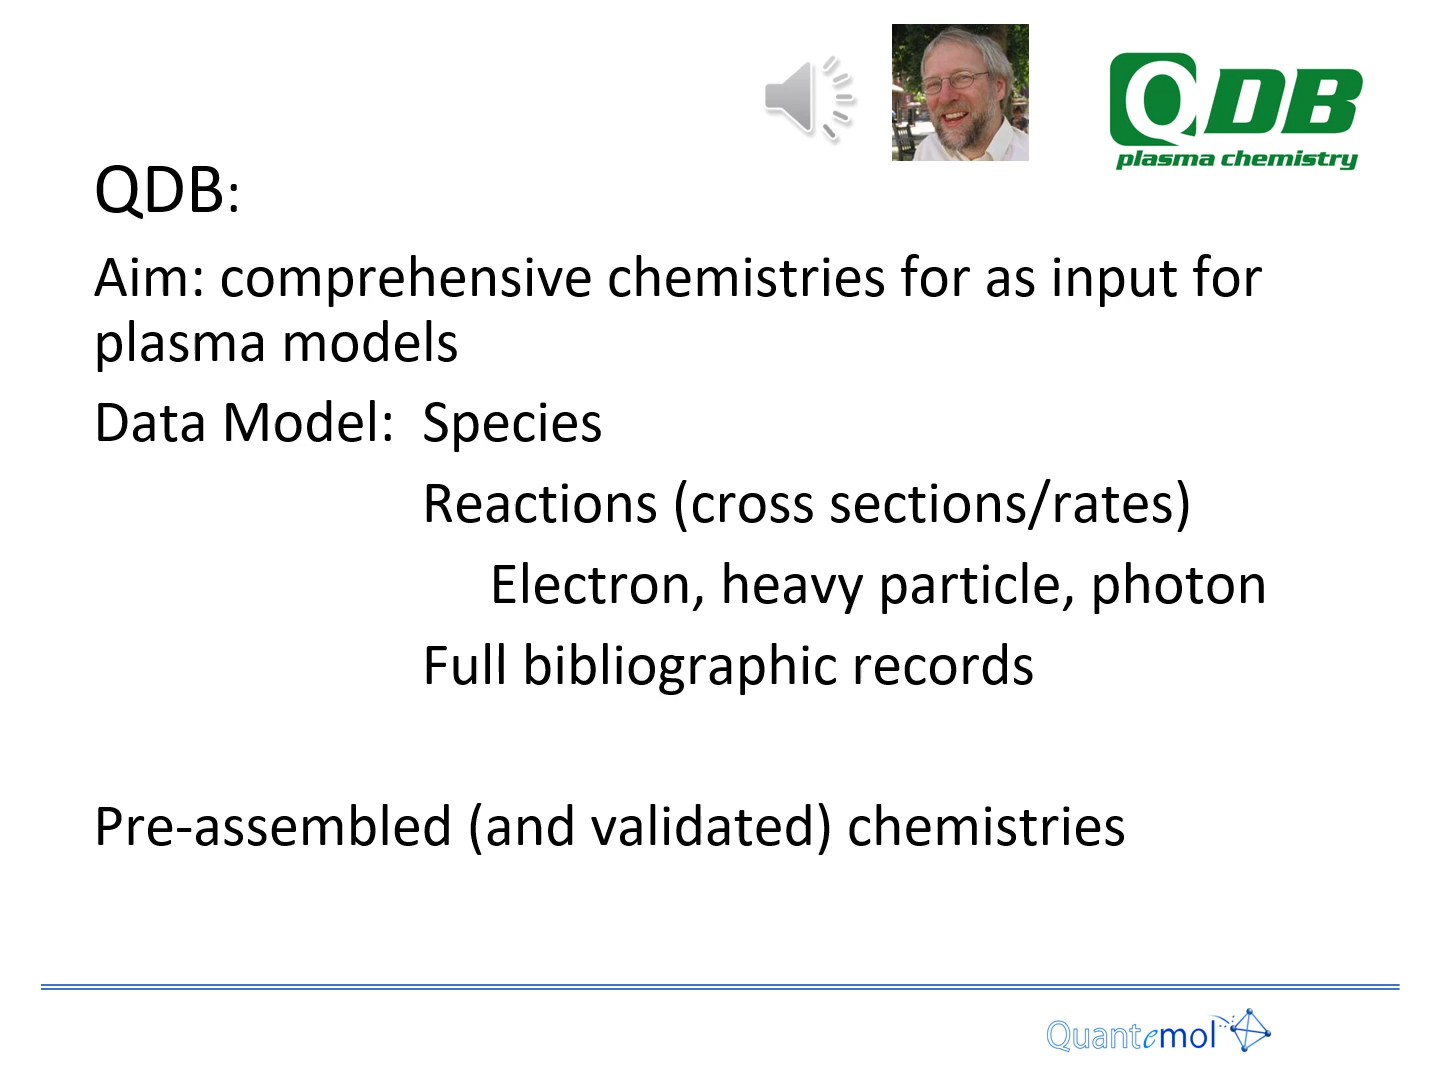 QDB
plasma chemistry
QDB:
Aim: comprehensive chemistries for as input for
plasma models
Data Model: Species
Reactions (cross sections/rates)
Electron, heavy particle, photon
Full bibliographic records
Pre-assembled (and validated) chemistries
Quantemol